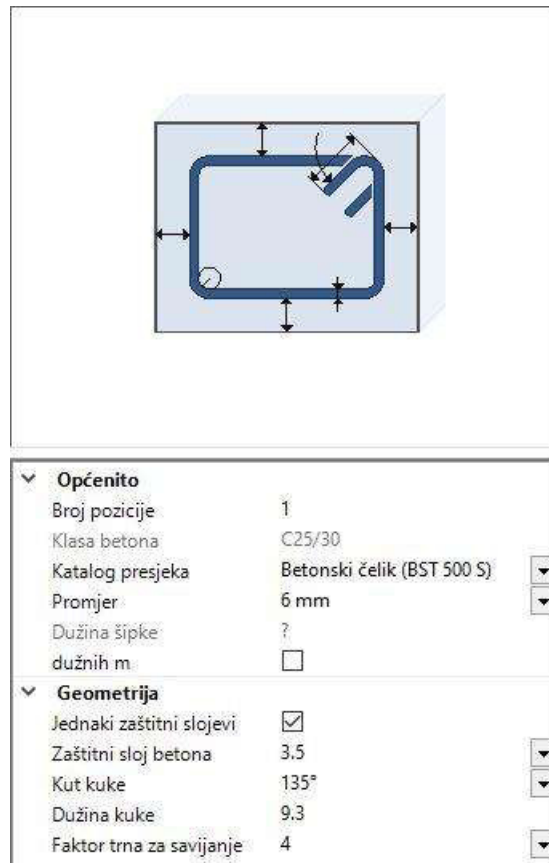 Općenito
Broj pozicije 1
Klasa betona C25/30
Katalog presjeka Betonski čelik (BST 500 S)
Promjer 6 mm
Dužina šipke ?
dužnih m
Geometrija
Jednaki zaštitni slojevi
Zaštitni sloj betona 3.5
Kut kuke 135°
Dužina kuke 9.3
Faktor trna za savijanje 4